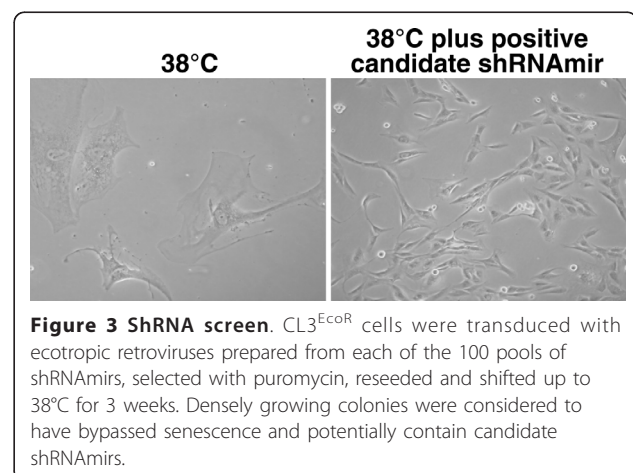 38°C
38°C plus positive
candidate shRNAmir
Figure 3 ShRNA screen. CL3EcoR cells were transduced with
ecotropic retroviruses prepared from each of the 100 pools of
shRNAmirs, selected with puromycin, reseeded and shifted up to
38°C for 3 weeks. Densely growing colonies were considered to
have bypassed senescence and potentially contain candidate
shRNAmirs.